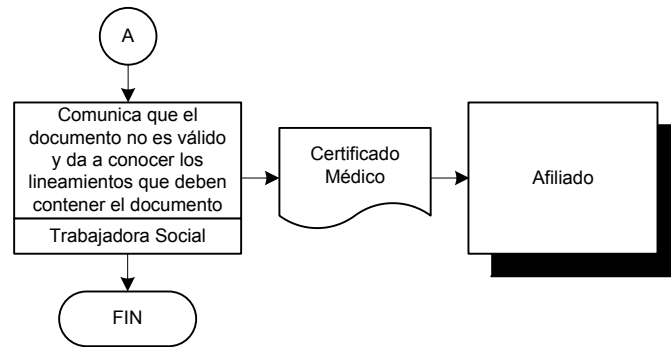 A
Comunica que el
documento no es válido
y da a conocer los
lineamientos que deben
contener el documento
Trabajadora Social
Certificado
Médico
Afiliado
FIN